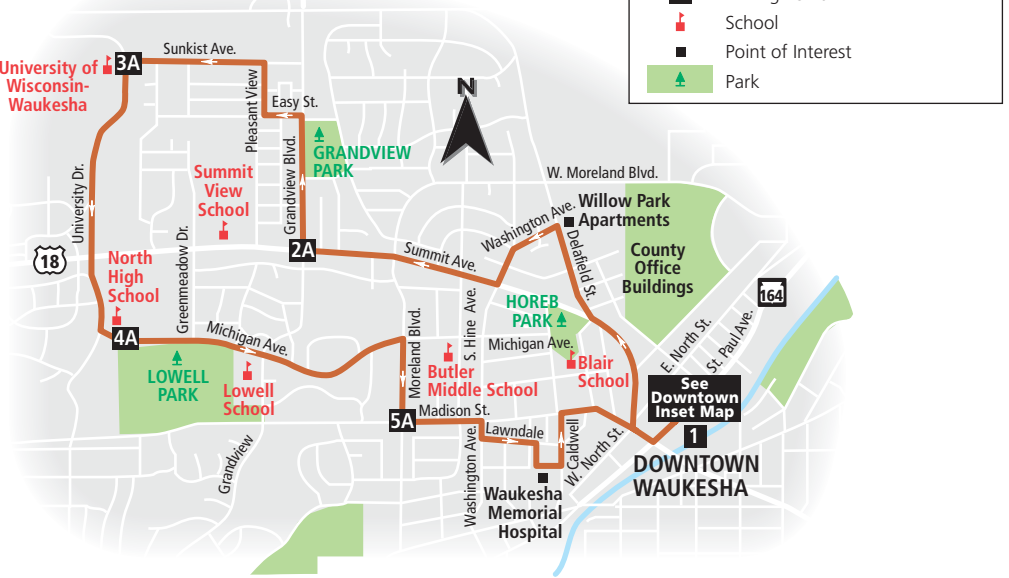 School
Point of Interest
Park
Sunkist Ave.
3A
University of
Wisconsin-
Waukesha
Pleasant View
Easy St.
N
GRANDVIEW
PARK
Grandview Blvd.
Summit
View
School
University Dr.
W. Moreland Blvd.
Willow Park
Apartments
Washington Ave.
Delafield St.
County
Office
Buildings
18
2A
Summit Ave.
North
High
School
Greenmeadow Dr.
164
HOREB
PARK
Michigan Ave.
Blair
School
E. North St.
St. Paul Ave.
4A
Michigan Ave.
Moreland Blvd.
S. Hine Ave.
LOWELL
PARK
Lowell
School
Butler
Middle School
See
Downtown
Inset Map
1
DOWNTOWN
WAUKESHA
5A
Madison St.
Lawndale
Caldwell
W. North St.
Washington Ave.
Grandview
Waukesha
Memorial
Hospital